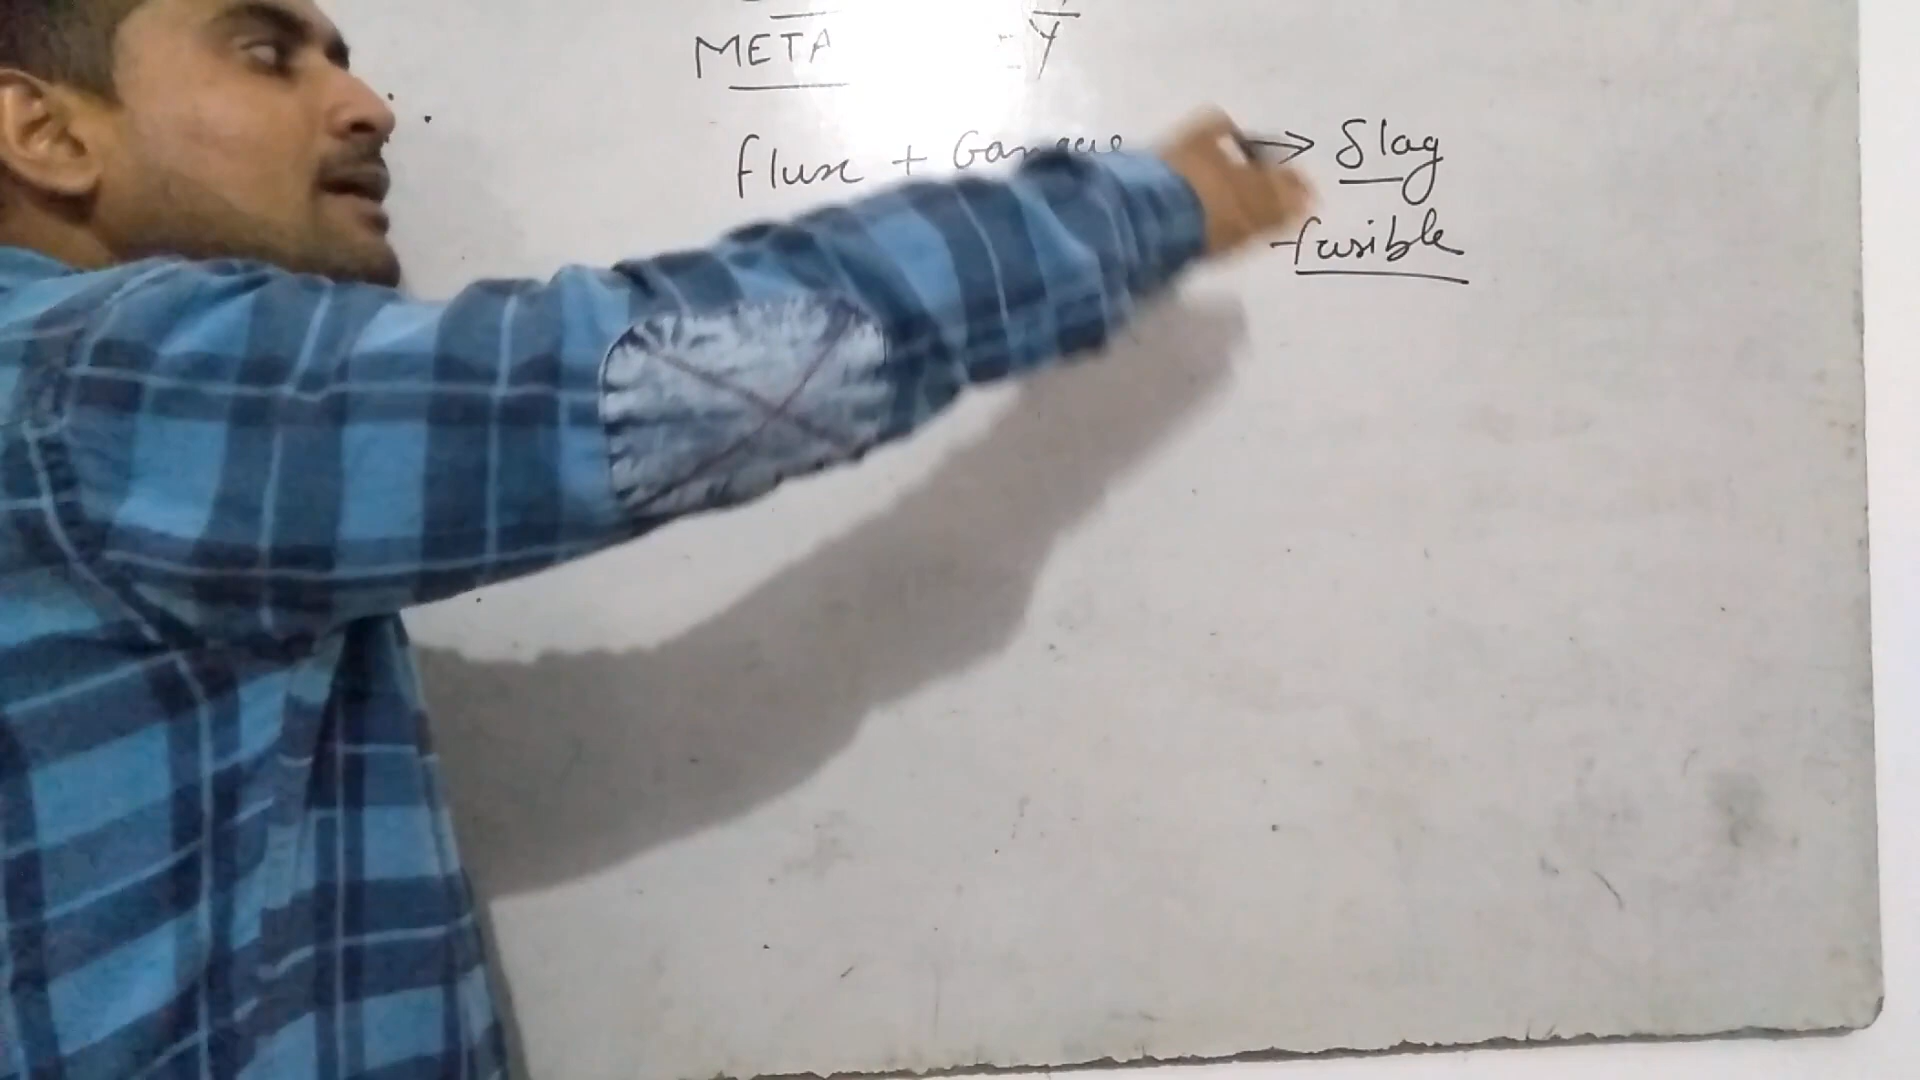 META Y
flux + Gangue → Slag
fusible